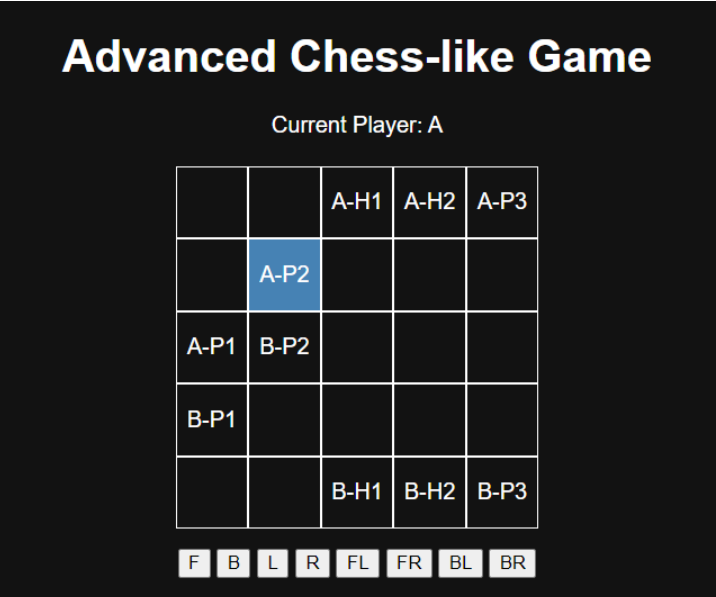 Advanced Chess-like Game
Current Player: A
A-H1 A-H2 A-P3
A-P2
A-P1 B-P2
B-P1
B-H1 B-H2 B-P3
F B L R FL FR BL BR